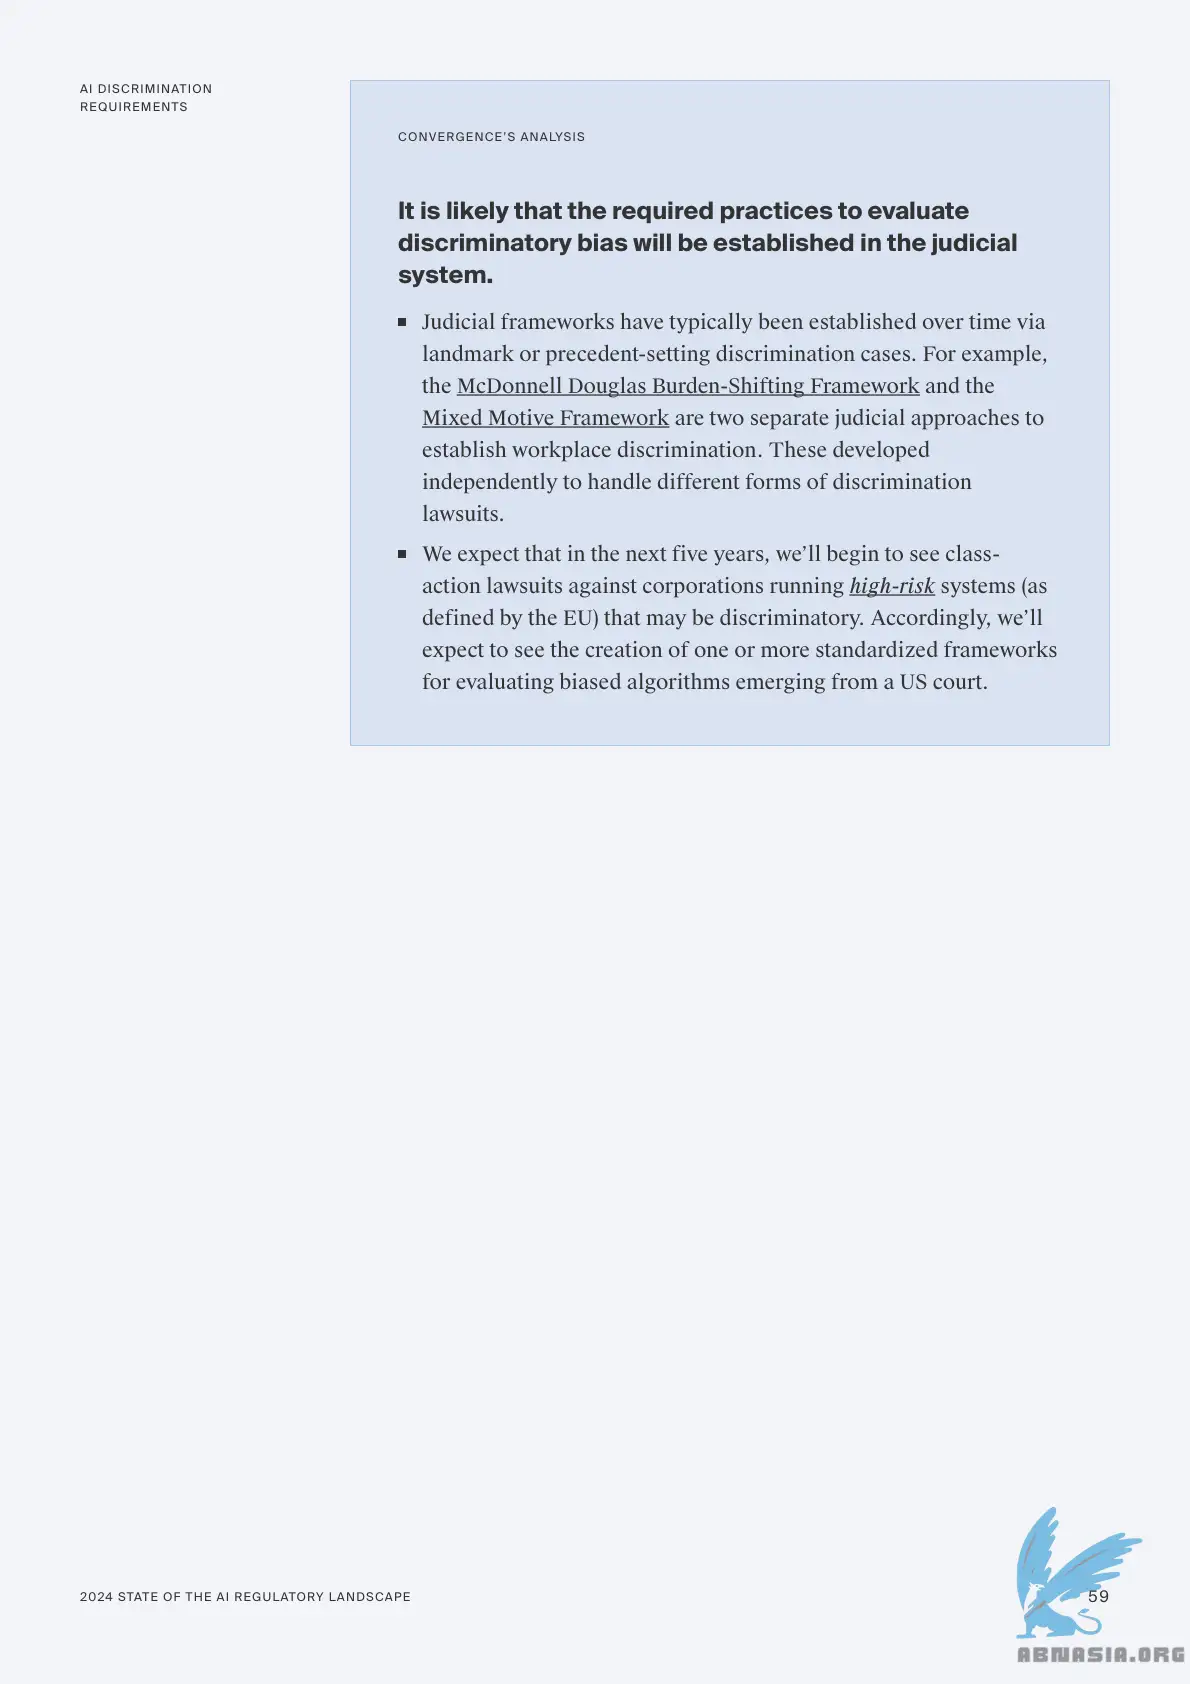 AI DISCRIMINATION
REQUIREMENTS
CONVERGENCE'S ANALYSIS
It is likely that the required practices to evaluate
discriminatory bias will be established in the judicial
system.
■ Judicial frameworks have typically been established over time via
landmark or precedent-setting discrimination cases. For example,
the McDonnell Douglas Burden-Shifting Framework and the
Mixed Motive Framework are two separate judicial approaches to
establish workplace discrimination. These developed
independently to handle different forms of discrimination
lawsuits.
■ We expect that in the next five years, we’ll begin to see class-
action lawsuits against corporations running high-risk systems (as
defined by the EU) that may be discriminatory. Accordingly, we’ll
expect to see the creation of one or more standardized frameworks
for evaluating biased algorithms emerging from a US court.
2024 STATE OF THE AI REGULATORY LANDSCAPE
59
ABNASIA.ORG